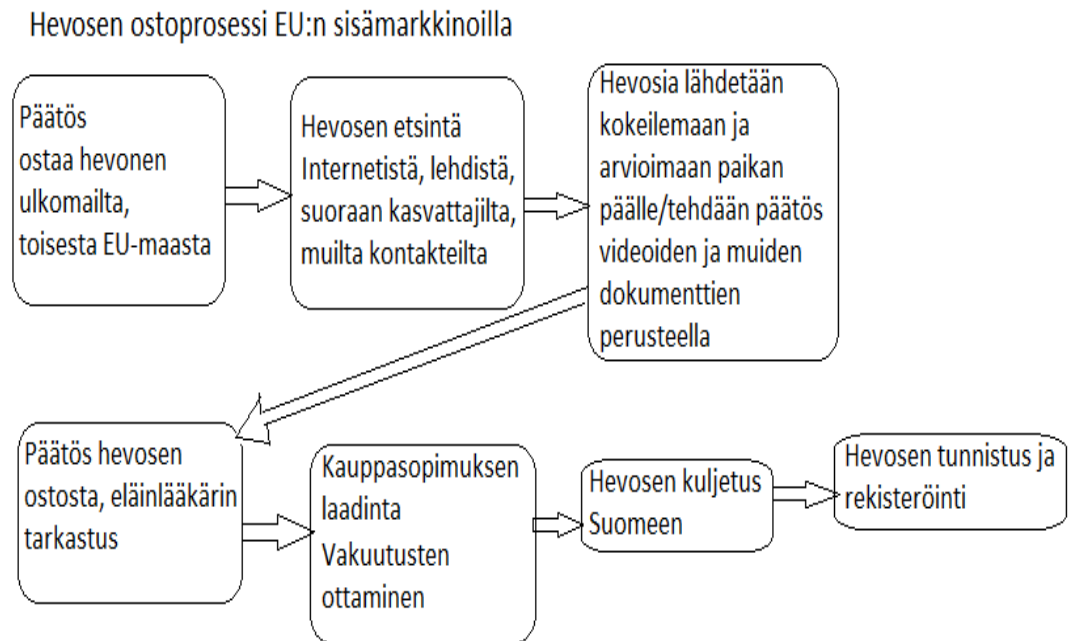 Hevosen ostoprosessi EU:n sisämarkkinoilla
Päätös
ostaa hevonen
ulkomailta,
toisesta EU-maasta
Hevosen etsintä
Internetistä, lehdistä,
suoraan kasvattajilta,
muilta kontakteilta
Hevosia lähdetään
kokeilemaan ja
arvioimaan paikan
päälle/tehdään päätös
videoiden ja muiden
dokumenttien
perusteella
Päätös hevosen
ostosta, eläinlääkärin
tarkastus
Kauppasopimuksen
laadinta
Vakuutusten
ottaminen
Hevosen kuljetus
Suomeen
Hevosen tunnistus ja
rekisteröinti